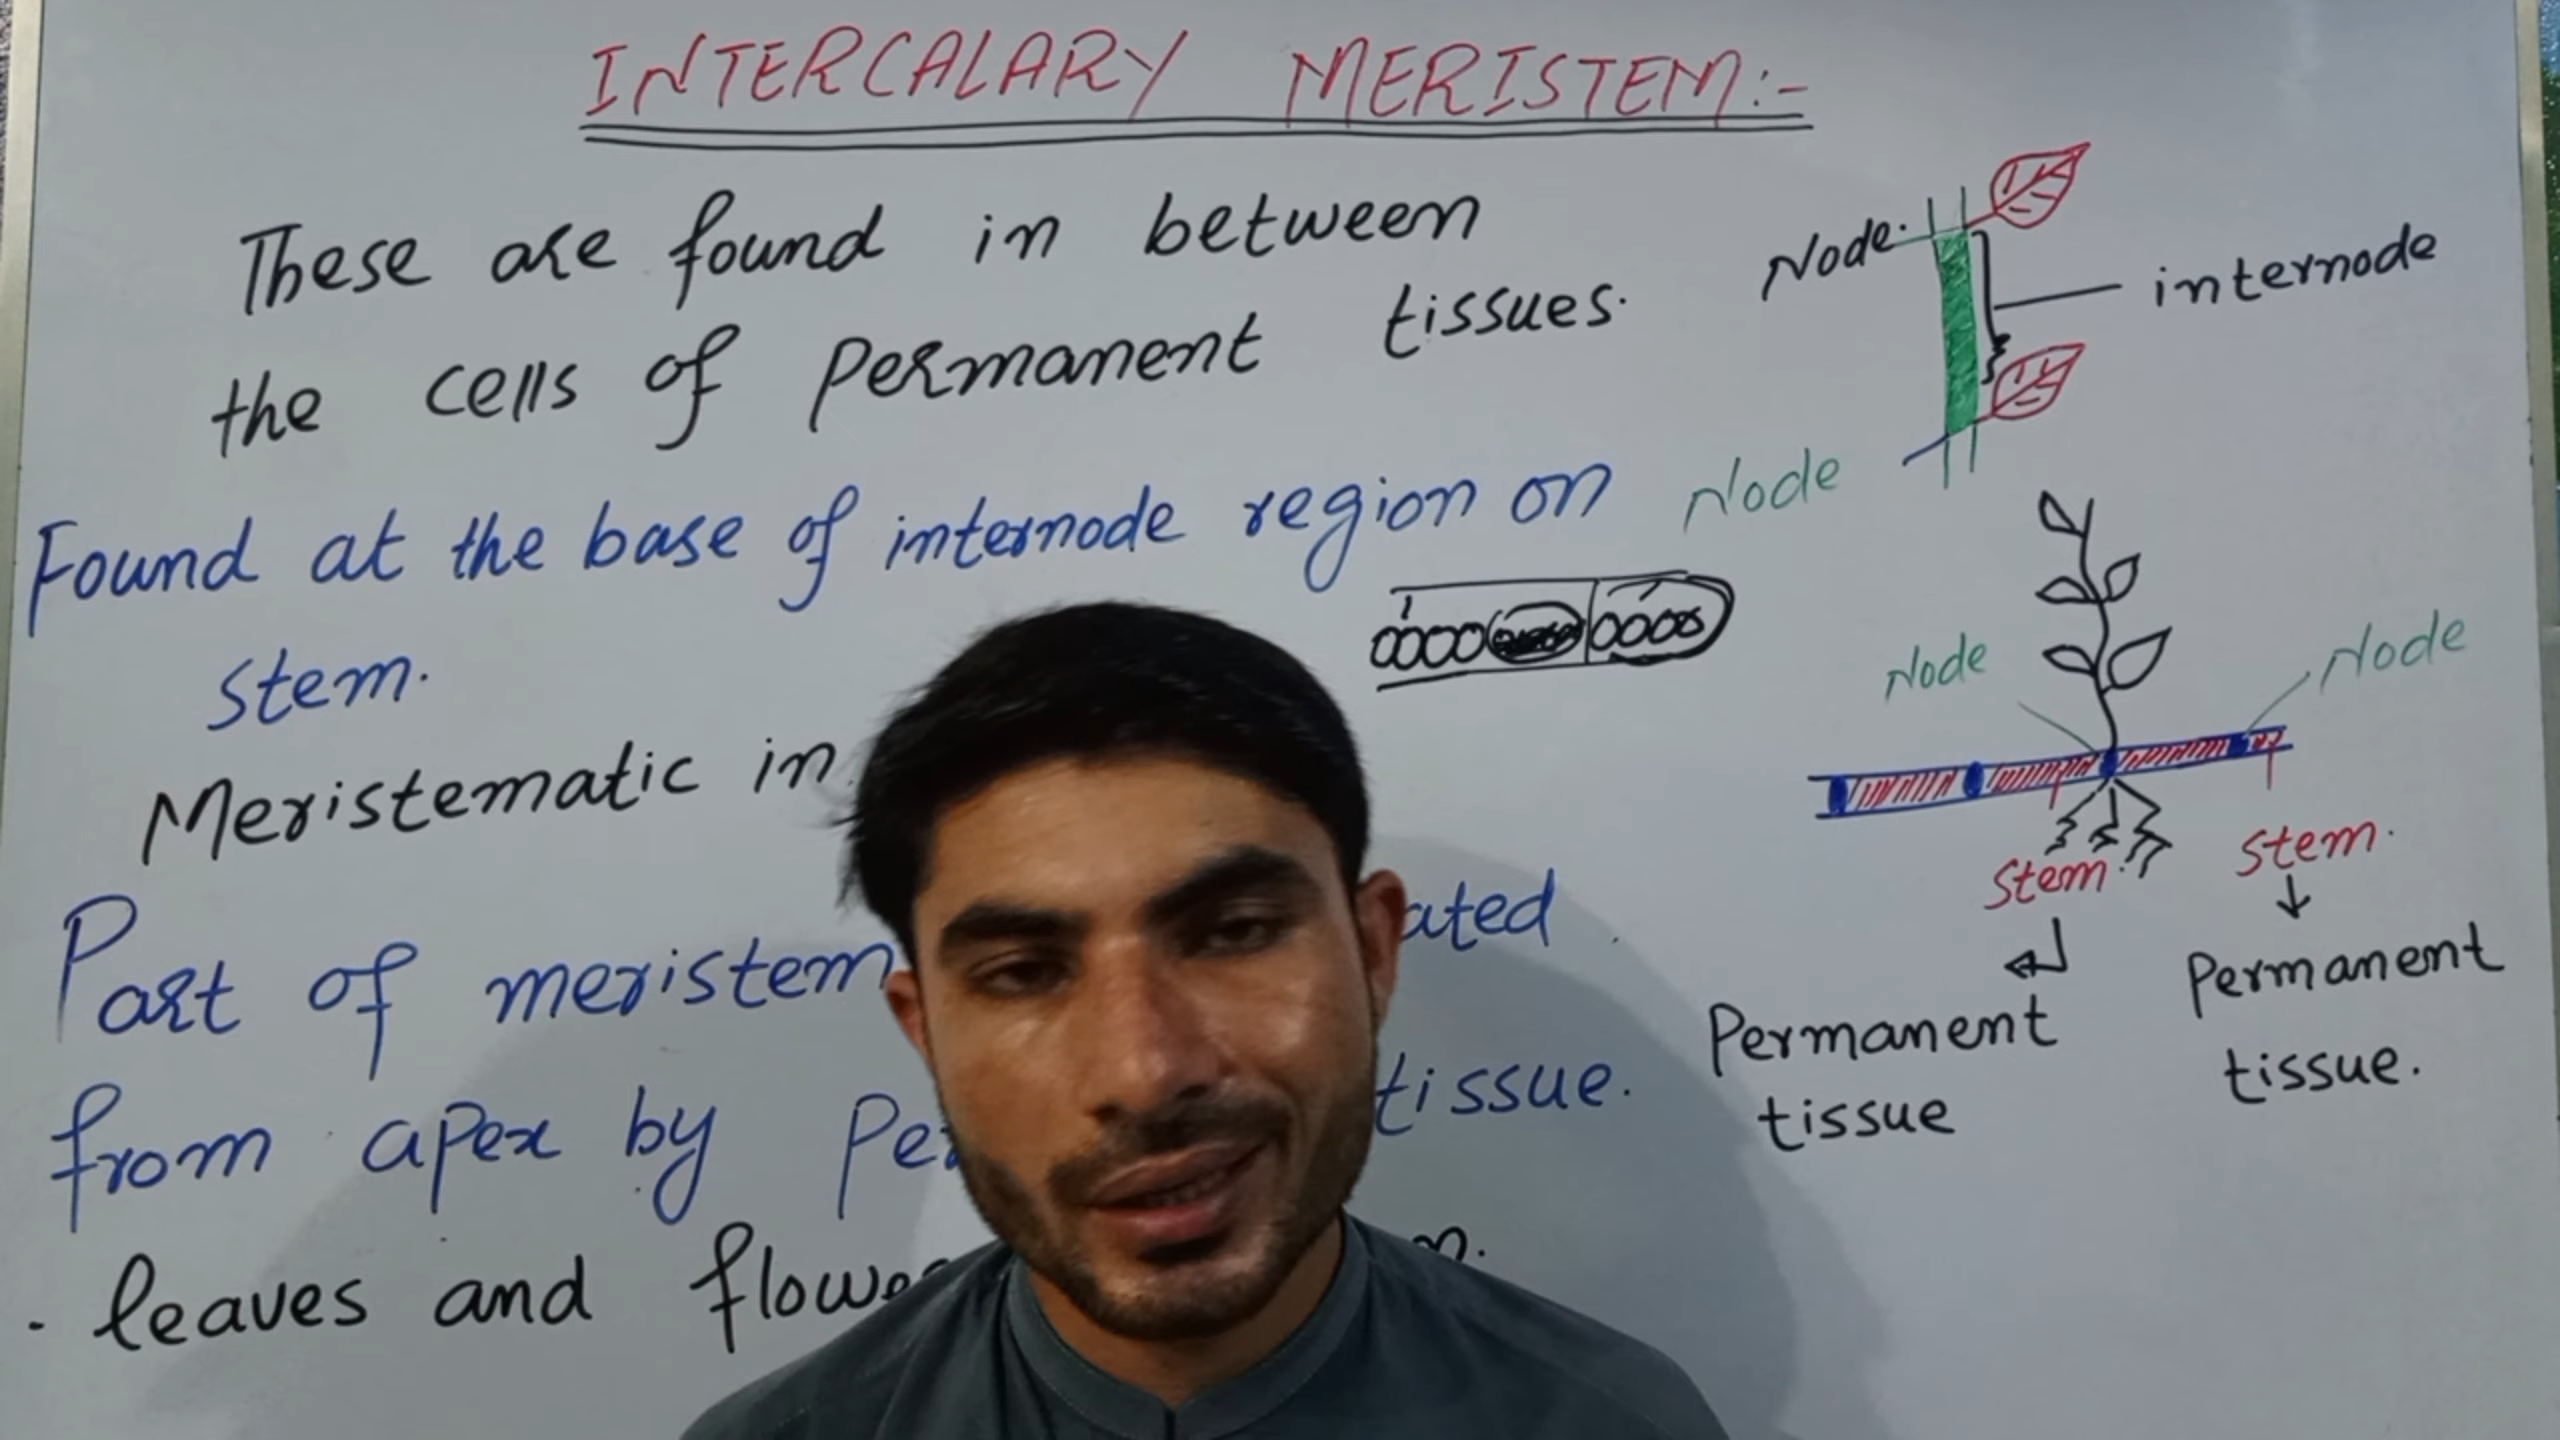 INTERCALARY MERISTEM:-
These are found in between
the cells of Permanent tissues.
Found at the base of internode region on
stem.
Meristematic in
Part of meristem ated
from apex by Per tissue.
. leaves and flowe n.
Node.
internode
Node
Node
Node
Stem.
Stem.
Permanent
tissue
Permanent
tissue.